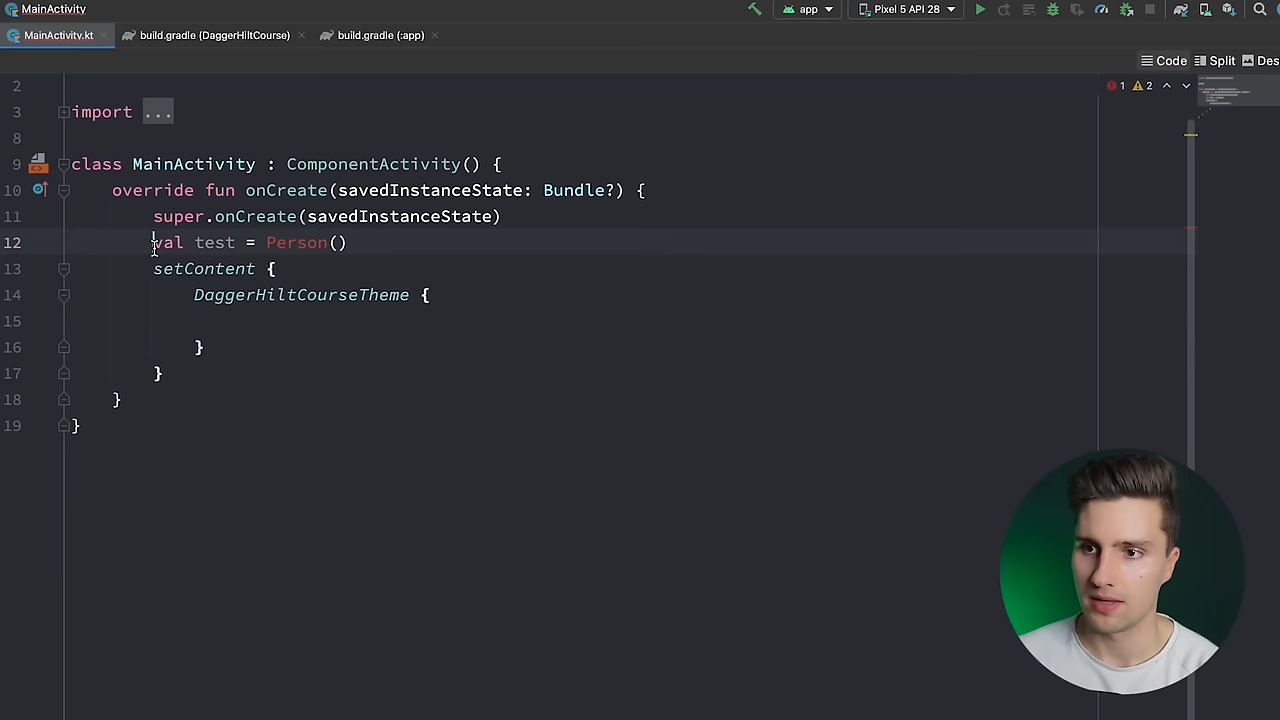 MainActivity
app
Pixel 5 API 28
MainActivity.kt
build.gradle (DaggerHiltCourse)
build.gradle (:app)
Code
Split
Des
2
1
2
3 import ...
8
9 class MainActivity : ComponentActivity() {
10 override fun onCreate(savedInstanceState: Bundle?) {
11 super.onCreate(savedInstanceState)
12 val test = Person()
13 setContent {
14 DaggerHiltCourseTheme {
15
16 }
17 }
18 }
19 }